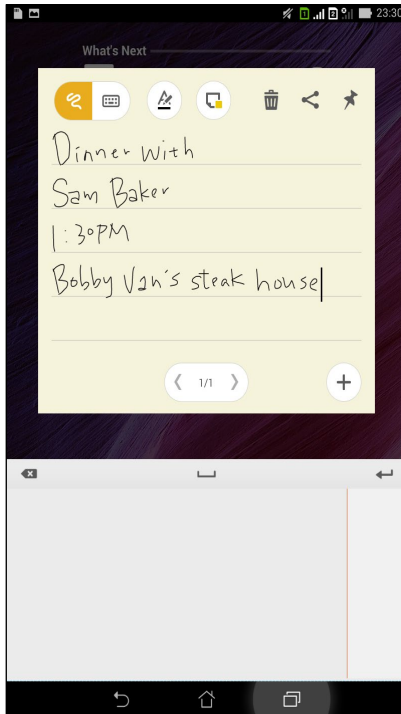 23:30
What's Next
Dinner with
Sam Baker
1:30PM
Bobby Van's steak house
1/1